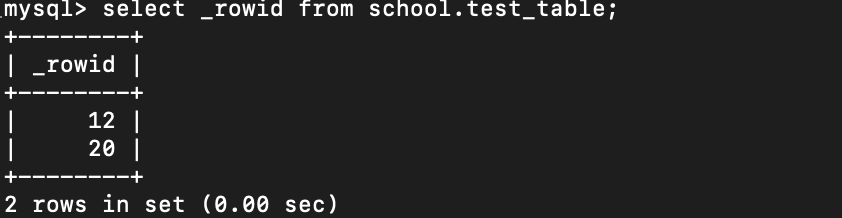 mysql> select _rowid from school.test_table;
+--------+
| _rowid |
+--------+
|     12 |
|     20 |
+--------+
2 rows in set (0.00 sec)